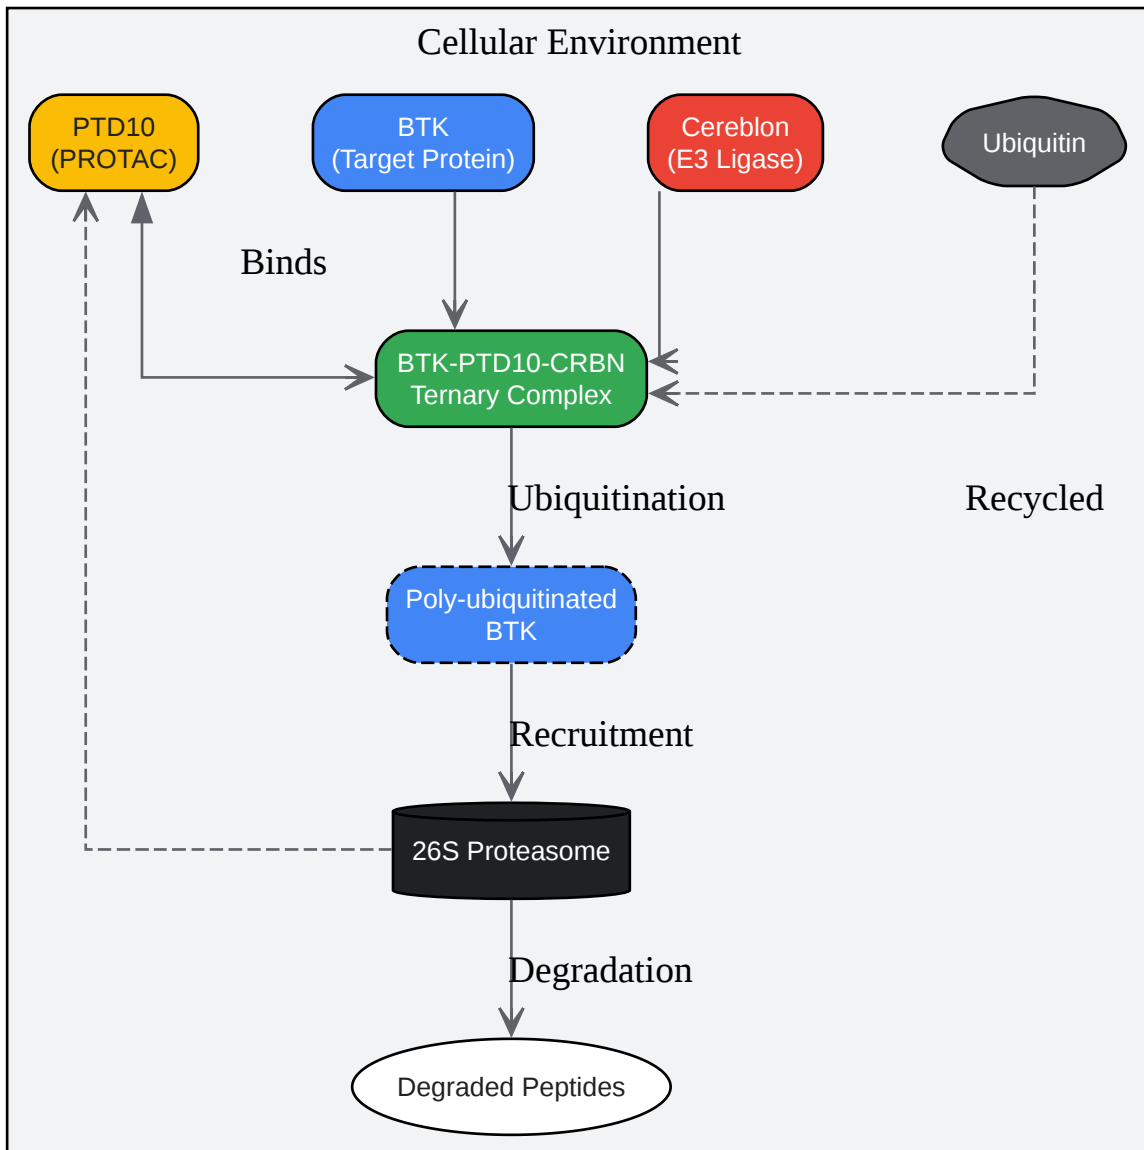 Cellular Environment
PTD10
(PROTAC)
BTK
(Target Protein)
Cereblon
(E3 Ligase)
Ubiquitin
Binds
BTK-PTD10-CRBN
Ternary Complex
Ubiquitination
Recycled
Poly-ubiquitinated
BTK
Recruitment
26S Proteasome
Degradation
Degraded Peptides